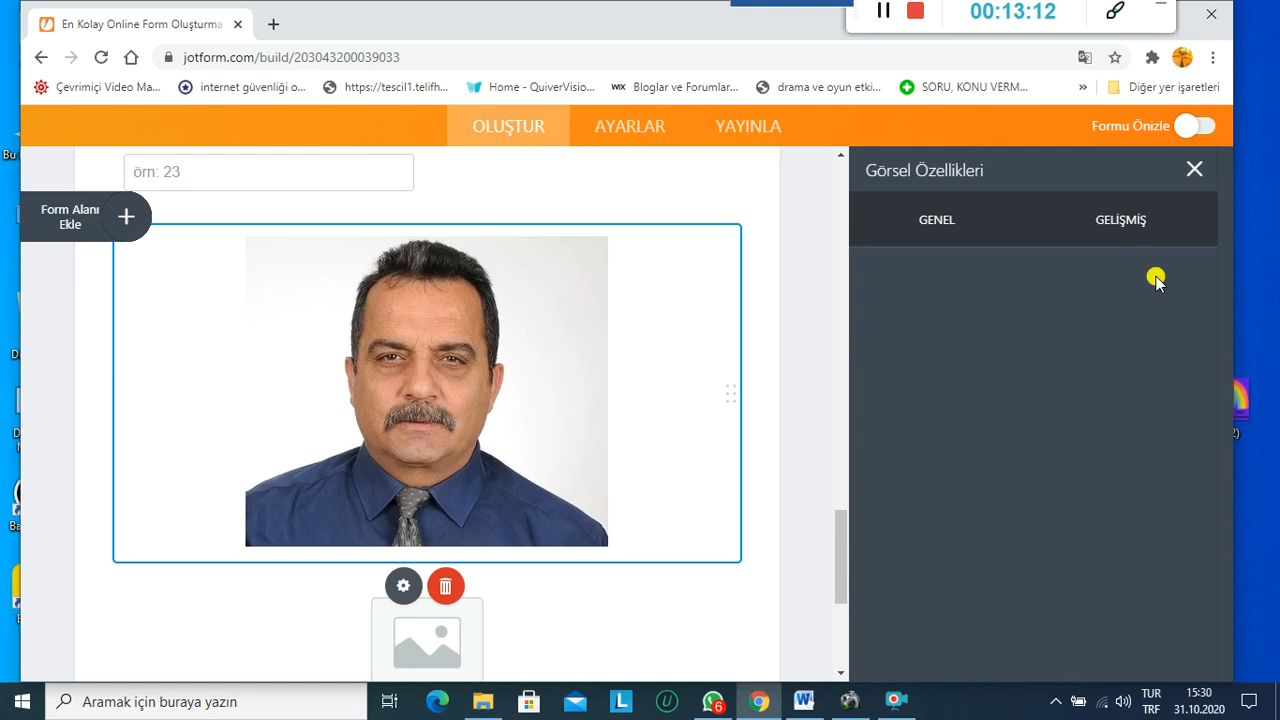 00:13:12
En Kolay Online Form Oluşturma
jotform.com/build/203043200039033
Çevrimiçi Video Ma...
internet güvenliği o...
https://tescil1.telifh...
Home - QuiverVisio...
WIX
Bloglar ve Forumlar...
drama ve oyun etki...
SORU, KONU VERM...
»
Diğer yer işaretleri
OLUŞTUR
AYARLAR
YAYINLA
Formu Önizle
Bu
örn: 23
Görsel Özellikleri
Form Alanı
Ekle
GENEL
GELİŞMİŞ
Aramak için buraya yazın
L
U
6
W
TUR
TRF
15:30
31.10.2020